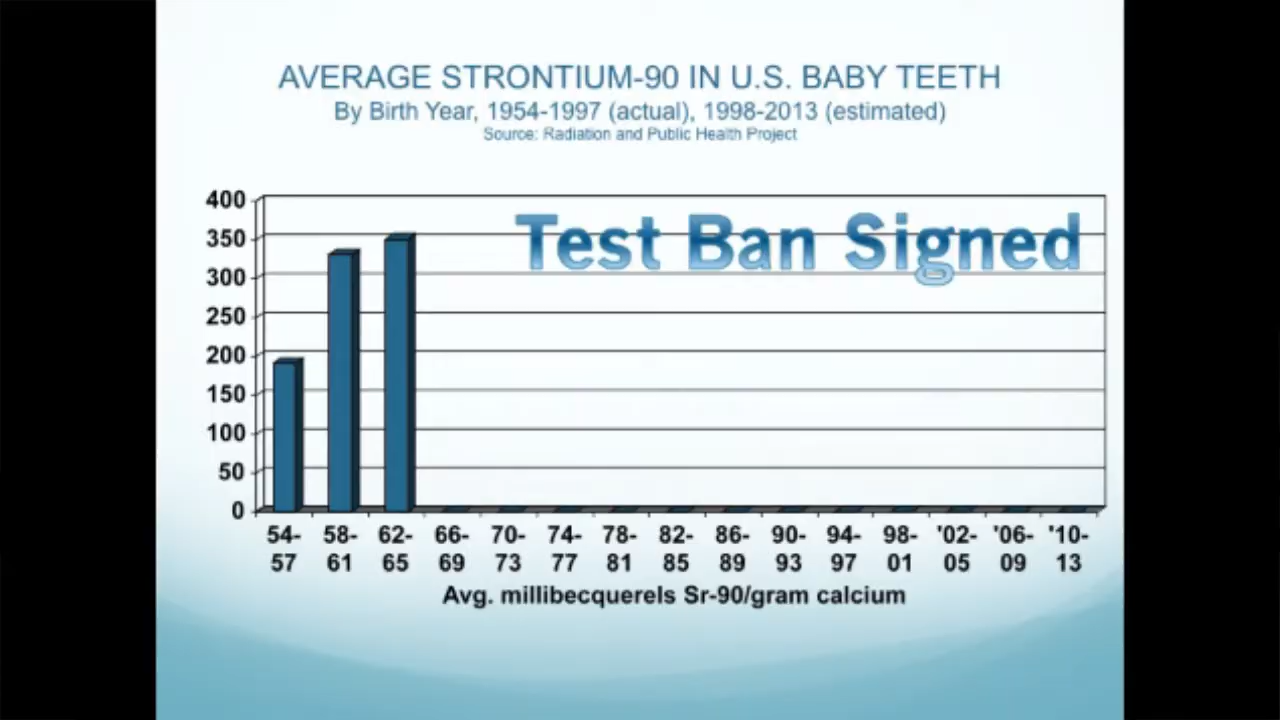 AVERAGE STRONTIUM-90 IN U.S. BABY TEETH
By Birth Year, 1954-1997 (actual), 1998-2013 (estimated)
Source: Radiation and Public Health Project
Test Ban Signed
400
350
300
250
200
150
100
50
0
54- 58- 62- 66- 70- 74- 78- 82- 86- 90- 94- 98- '02- '06- '10-
57 61 65 69 73 77 81 85 89 93 97 01 05 09 13
Avg. millibecquerels Sr-90/gram calcium